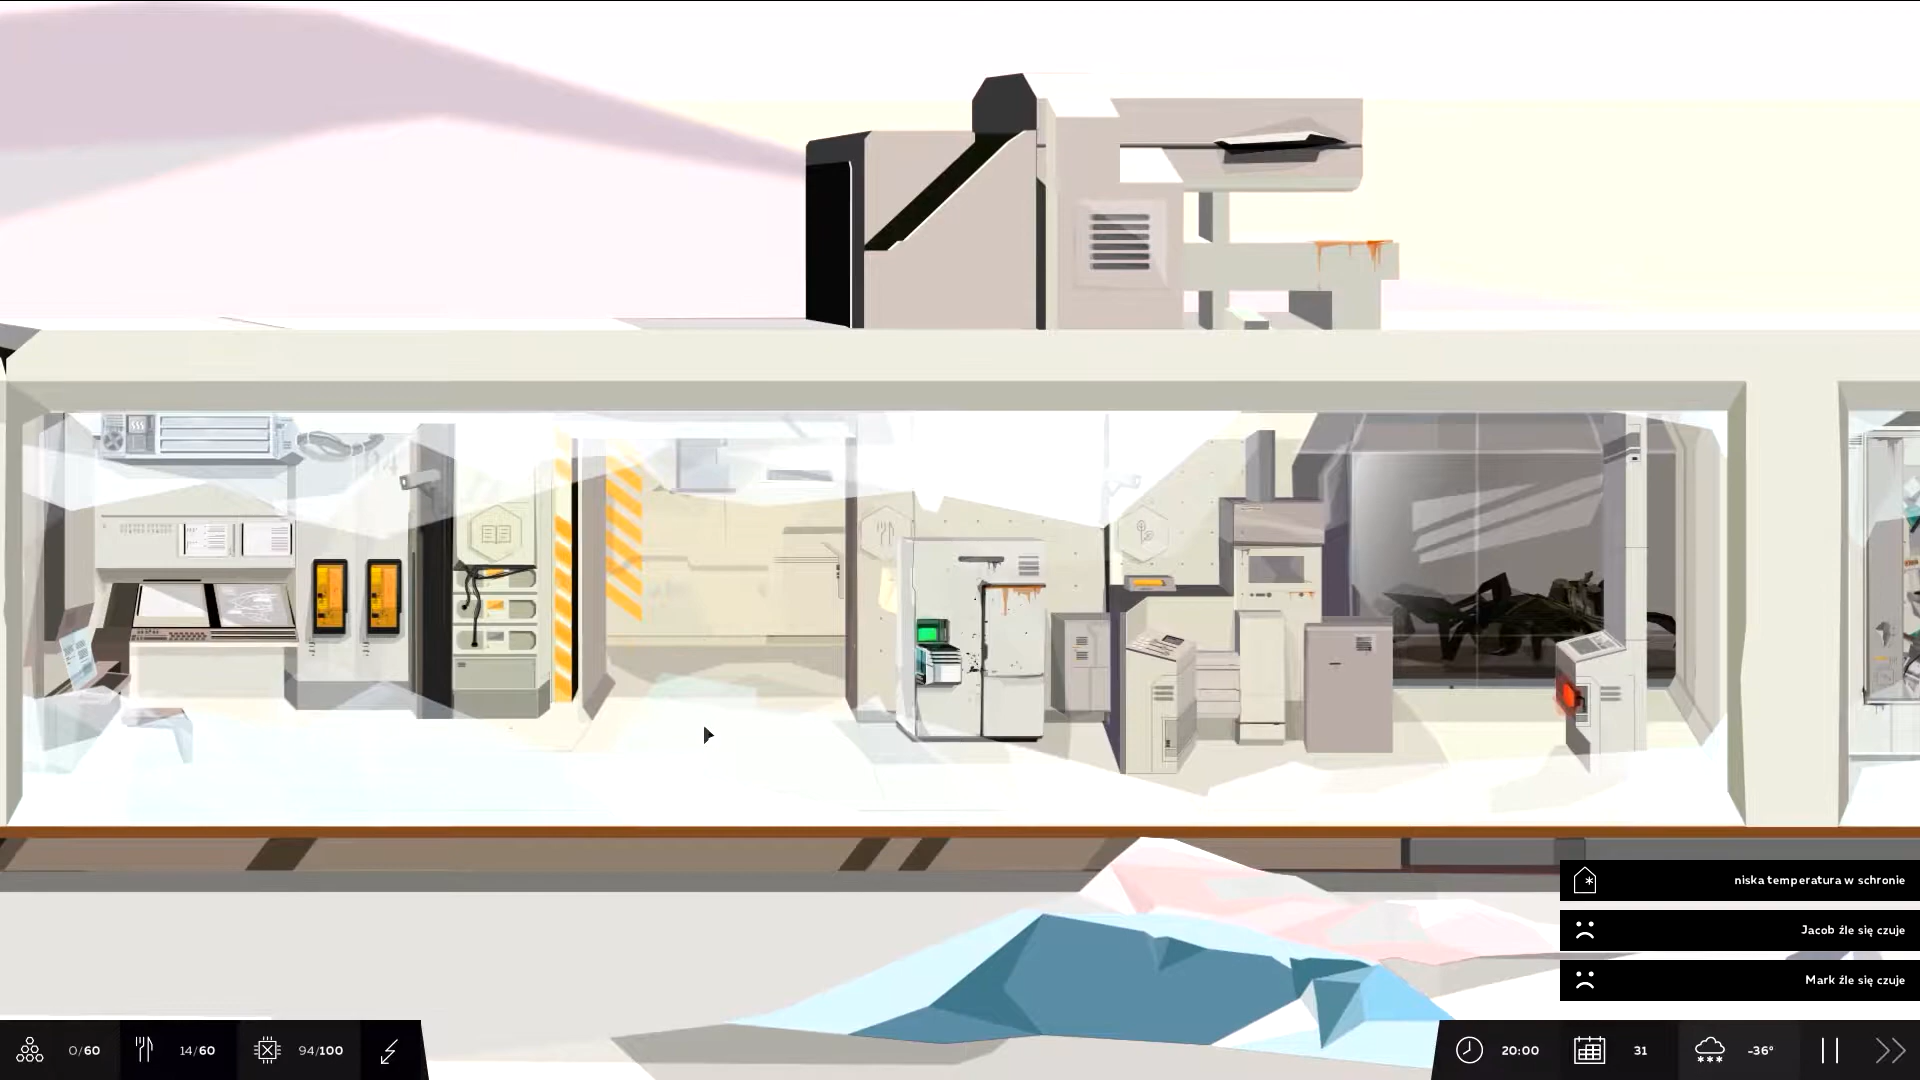 niska temperatura w schronie
Jacob źle się czuje
Mark źle się czuje
0/60
14/60
94/100
20:00
31
-36°